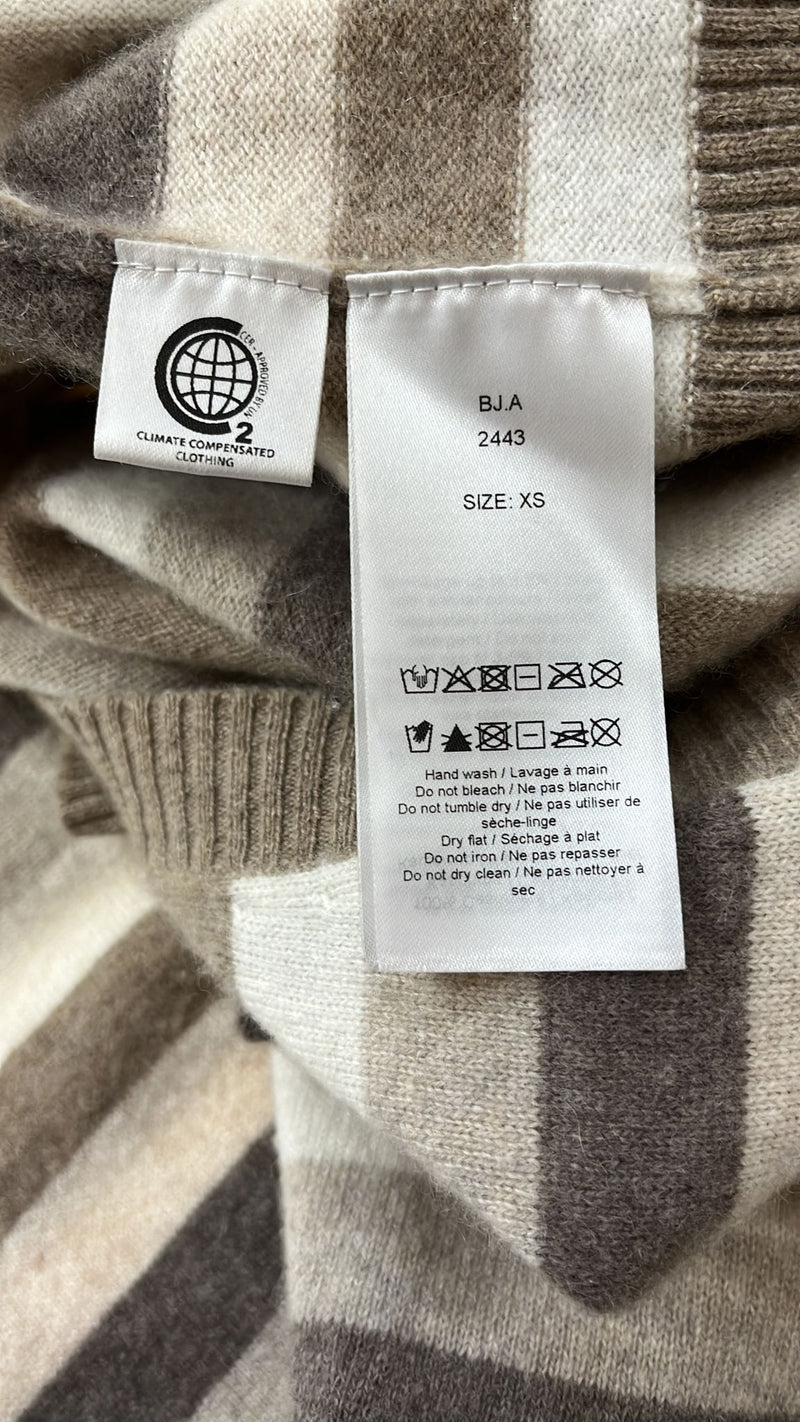 CER - APPROVED BY UN
2
CLIMATE COMPENSATED
CLOTHING
BJ.A
2443
SIZE: XS
Hand wash / Lavage à main
Do not bleach / Ne pas blanchir
Do not tumble dry / Ne pas utiliser de
sèche-linge
Dry flat / Séchage à plat
Do not iron / Ne pas repasser
Do not dry clean / Ne pas nettoyer à
sec